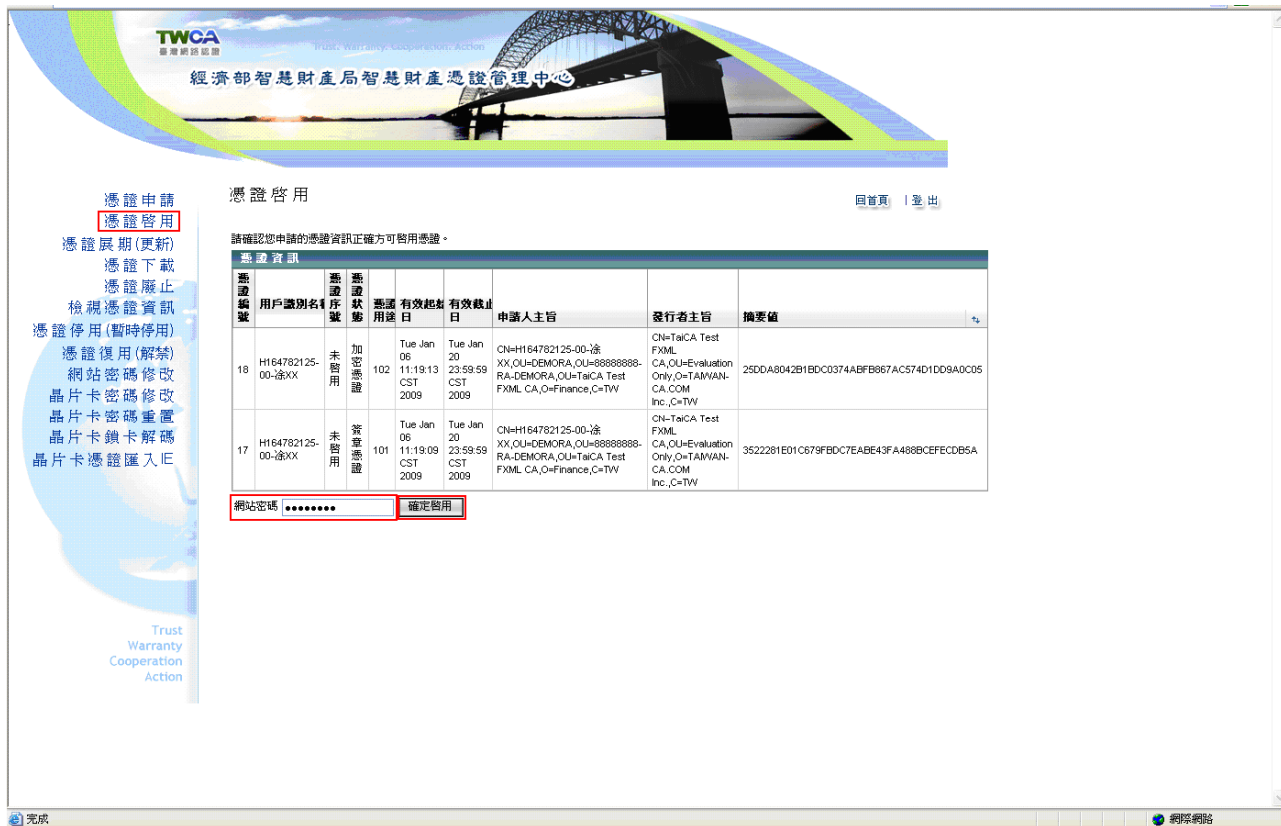 TWCA
臺灣網路認證
Trust, Warranty, Cooperation, Action
經濟部智慧財產局智慧財產憑證管理中心
憑證申請
憑證啓用
憑證展期(更新)
憑證下載
憑證廢止
檢視憑證資訊
憑證停用(暫時停用)
憑證復用(解禁)
網站密碼修改
晶片卡密碼修改
晶片卡密碼重置
晶片卡鎖卡解碼
晶片卡憑證匯入IE
Trust
Warranty
Cooperation
Action
憑證啓用
回首頁 | 登出
請確認您申請的憑證資訊正確方可啓用憑證。
憑證資訊
憑證編號 用戶識別名稱 憑證序號 憑證狀態 憑證用途 有效起始日 有效截止日 申請人主旨 發行者主旨 摘要值
18
H164782125-
00-涂XX
未啓用
加密憑證
102
Tue Jan
06
11:19:13
CST
2009
Tue Jan
20
23:59:59
CST
2009
CN=H164782125-00-涂
XX,OU=DEMORA,OU=88888888-
RA-DEMORA,OU=TaiCA Test
FXML CA,O=Finance,C=TW
CN=TaiCA Test
FXML
CA,OU=Evaluation
Only,O=TAIWAN-
CA.COM
Inc.,C=TW
25DDA8042B1BDC0374ABFB867AC574D1DD9A0C05
17
H164782125-
00-涂XX
未啓用
簽章憑證
101
Tue Jan
06
11:19:09
CST
2009
Tue Jan
20
23:59:59
CST
2009
CN=H164782125-00-涂
XX,OU=DEMORA,OU=88888888-
RA-DEMORA,OU=TaiCA Test
FXML CA,O=Finance,C=TW
CN=TaiCA Test
FXML
CA,OU=Evaluation
Only,O=TAIWAN-
CA.COM
Inc.,C=TW
3522281E01C679FBDC7EABE43FA488BCEFECDB5A
網站密碼 ●●●●●●●● 確定啓用
完成
網際網路